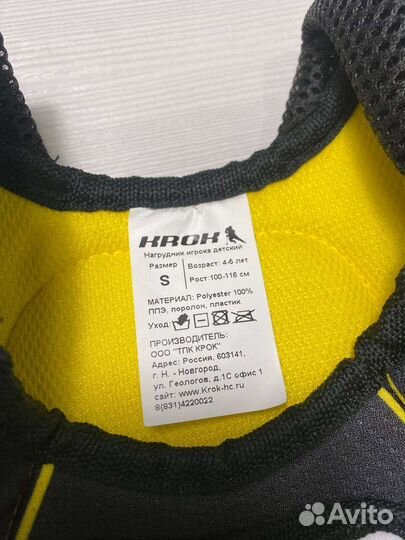 KROK
Нагрудник игрока детский
Размер
S
Возраст: 4-6 лет
Рост:100-116 см
МАТЕРИАЛ: Polyester 100%
ППЭ, поролон, пластик
Уход:
ПРОИЗВОДИТЕЛЬ:
ООО "ТПК КРОК"
Адрес: Россия, 603141,
г. Н. - Новгород,
ул. Геологов, д.1С офис 1
www.Krok-hc.ru
8(831)4220022
Avito